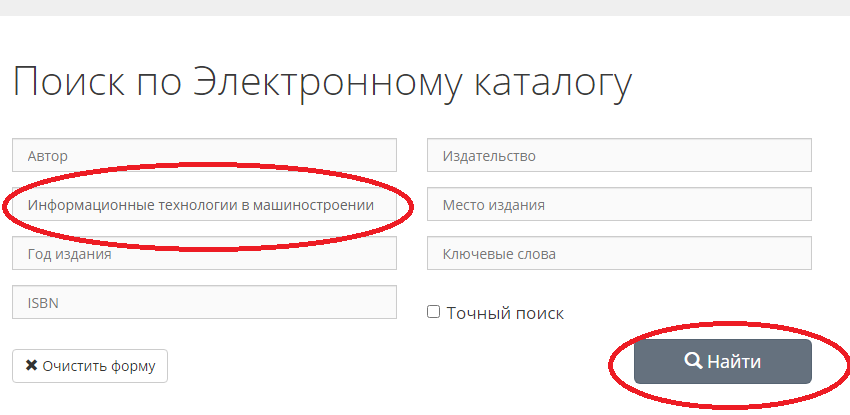 Поиск по Электронному каталогу
Автор
Издательство
Информационные технологии в машиностроении
Место издания
Год издания
Ключевые слова
ISBN
Точный поиск
Очистить форму
Найти